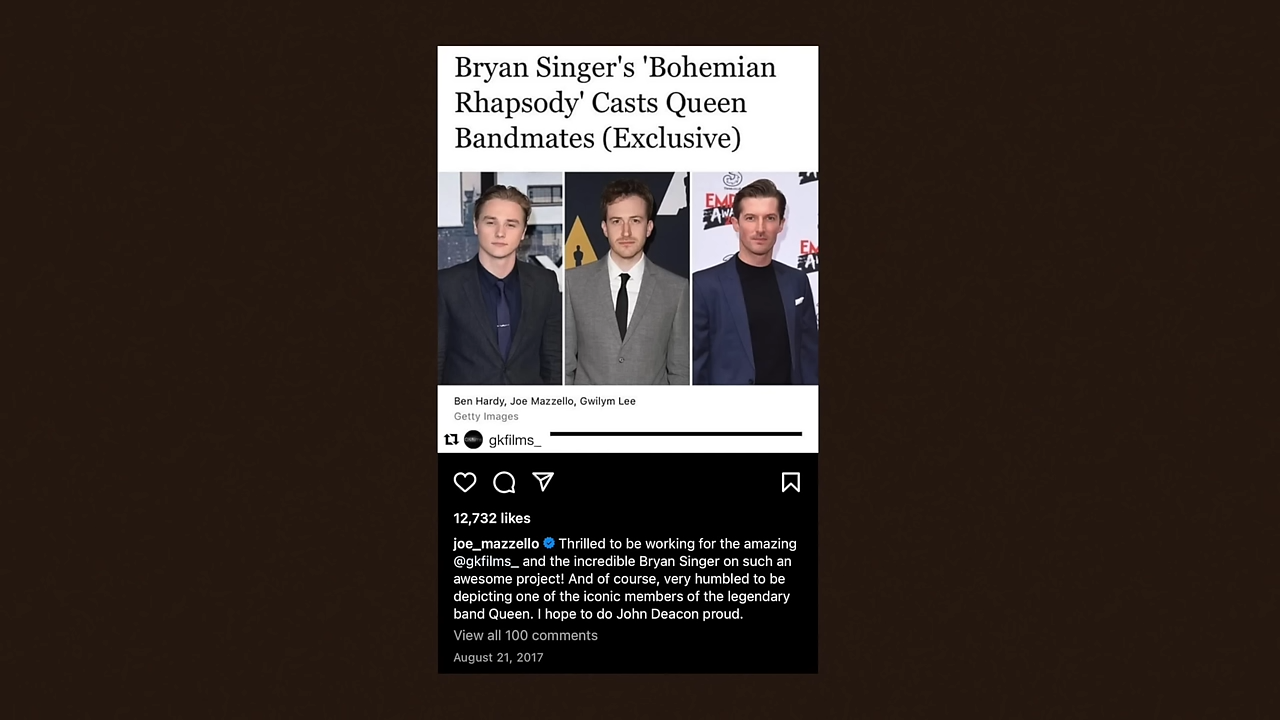 Bryan Singer's 'Bohemian
Rhapsody' Casts Queen
Bandmates (Exclusive)
Ben Hardy, Joe Mazzello, Gwilym Lee
Getty Images
gkfilms_
12,732 likes
joe_mazzello Thrilled to be working for the amazing
@gkfilms_ and the incredible Bryan Singer on such an
awesome project! And of course, very humbled to be
depicting one of the iconic members of the legendary
band Queen. I hope to do John Deacon proud.
View all 100 comments
August 21, 2017